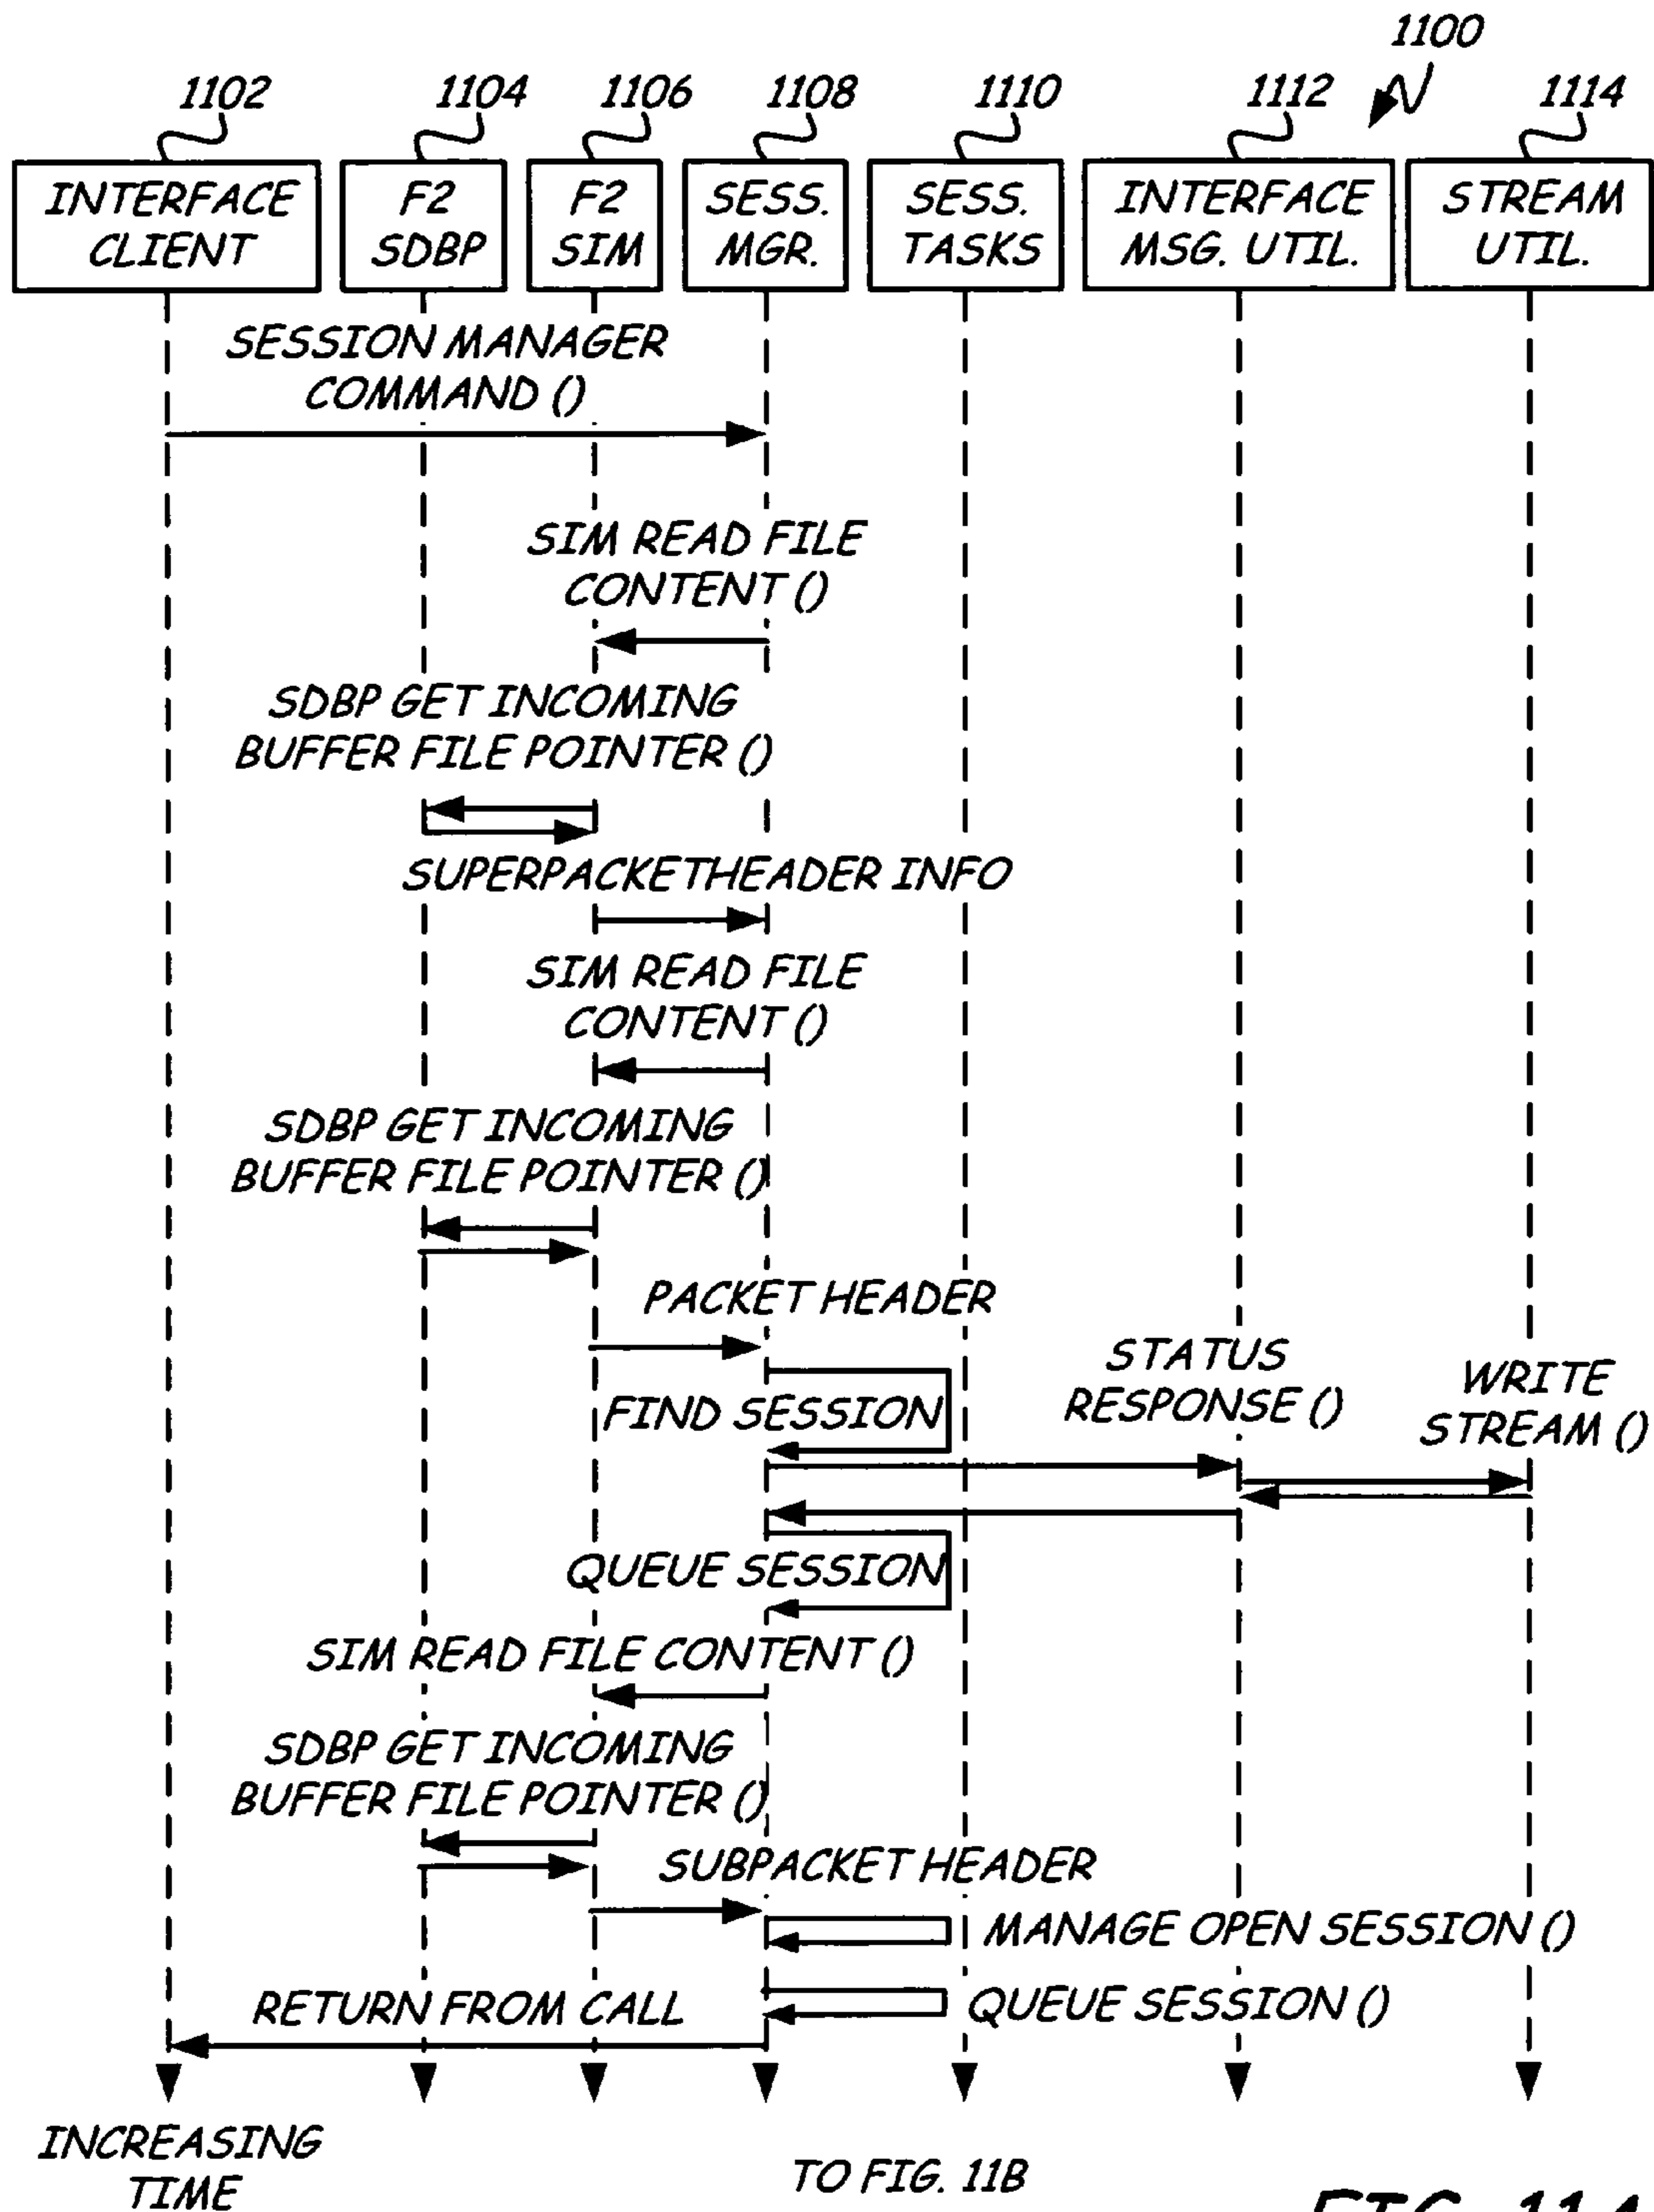 1100
1102
1104
1106
1108
1110
1112
1114
INTERFACE
CLIENT
F2
SDBP
F2
SIM
SESS.
MGR.
SESS.
TASKS
INTERFACE
MSG. UTIL.
STREAM
UTIL.
SESSION MANAGER
COMMAND ()
SIM READ FILE
CONTENT ()
SDBP GET INCOMING
BUFFER FILE POINTER ()
SUPERPACKETHEADER INFO
SIM READ FILE
CONTENT ()
SDBP GET INCOMING
BUFFER FILE POINTER ()
PACKET HEADER
FIND SESSION
STATUS
RESPONSE ()
WRITE
STREAM ()
QUEUE SESSION
SIM READ FILE CONTENT ()
SDBP GET INCOMING
BUFFER FILE POINTER ()
SUBPACKET HEADER
MANAGE OPEN SESSION ()
QUEUE SESSION ()
RETURN FROM CALL
INCREASING
TIME
TO FIG. 11B
FIG. 11A